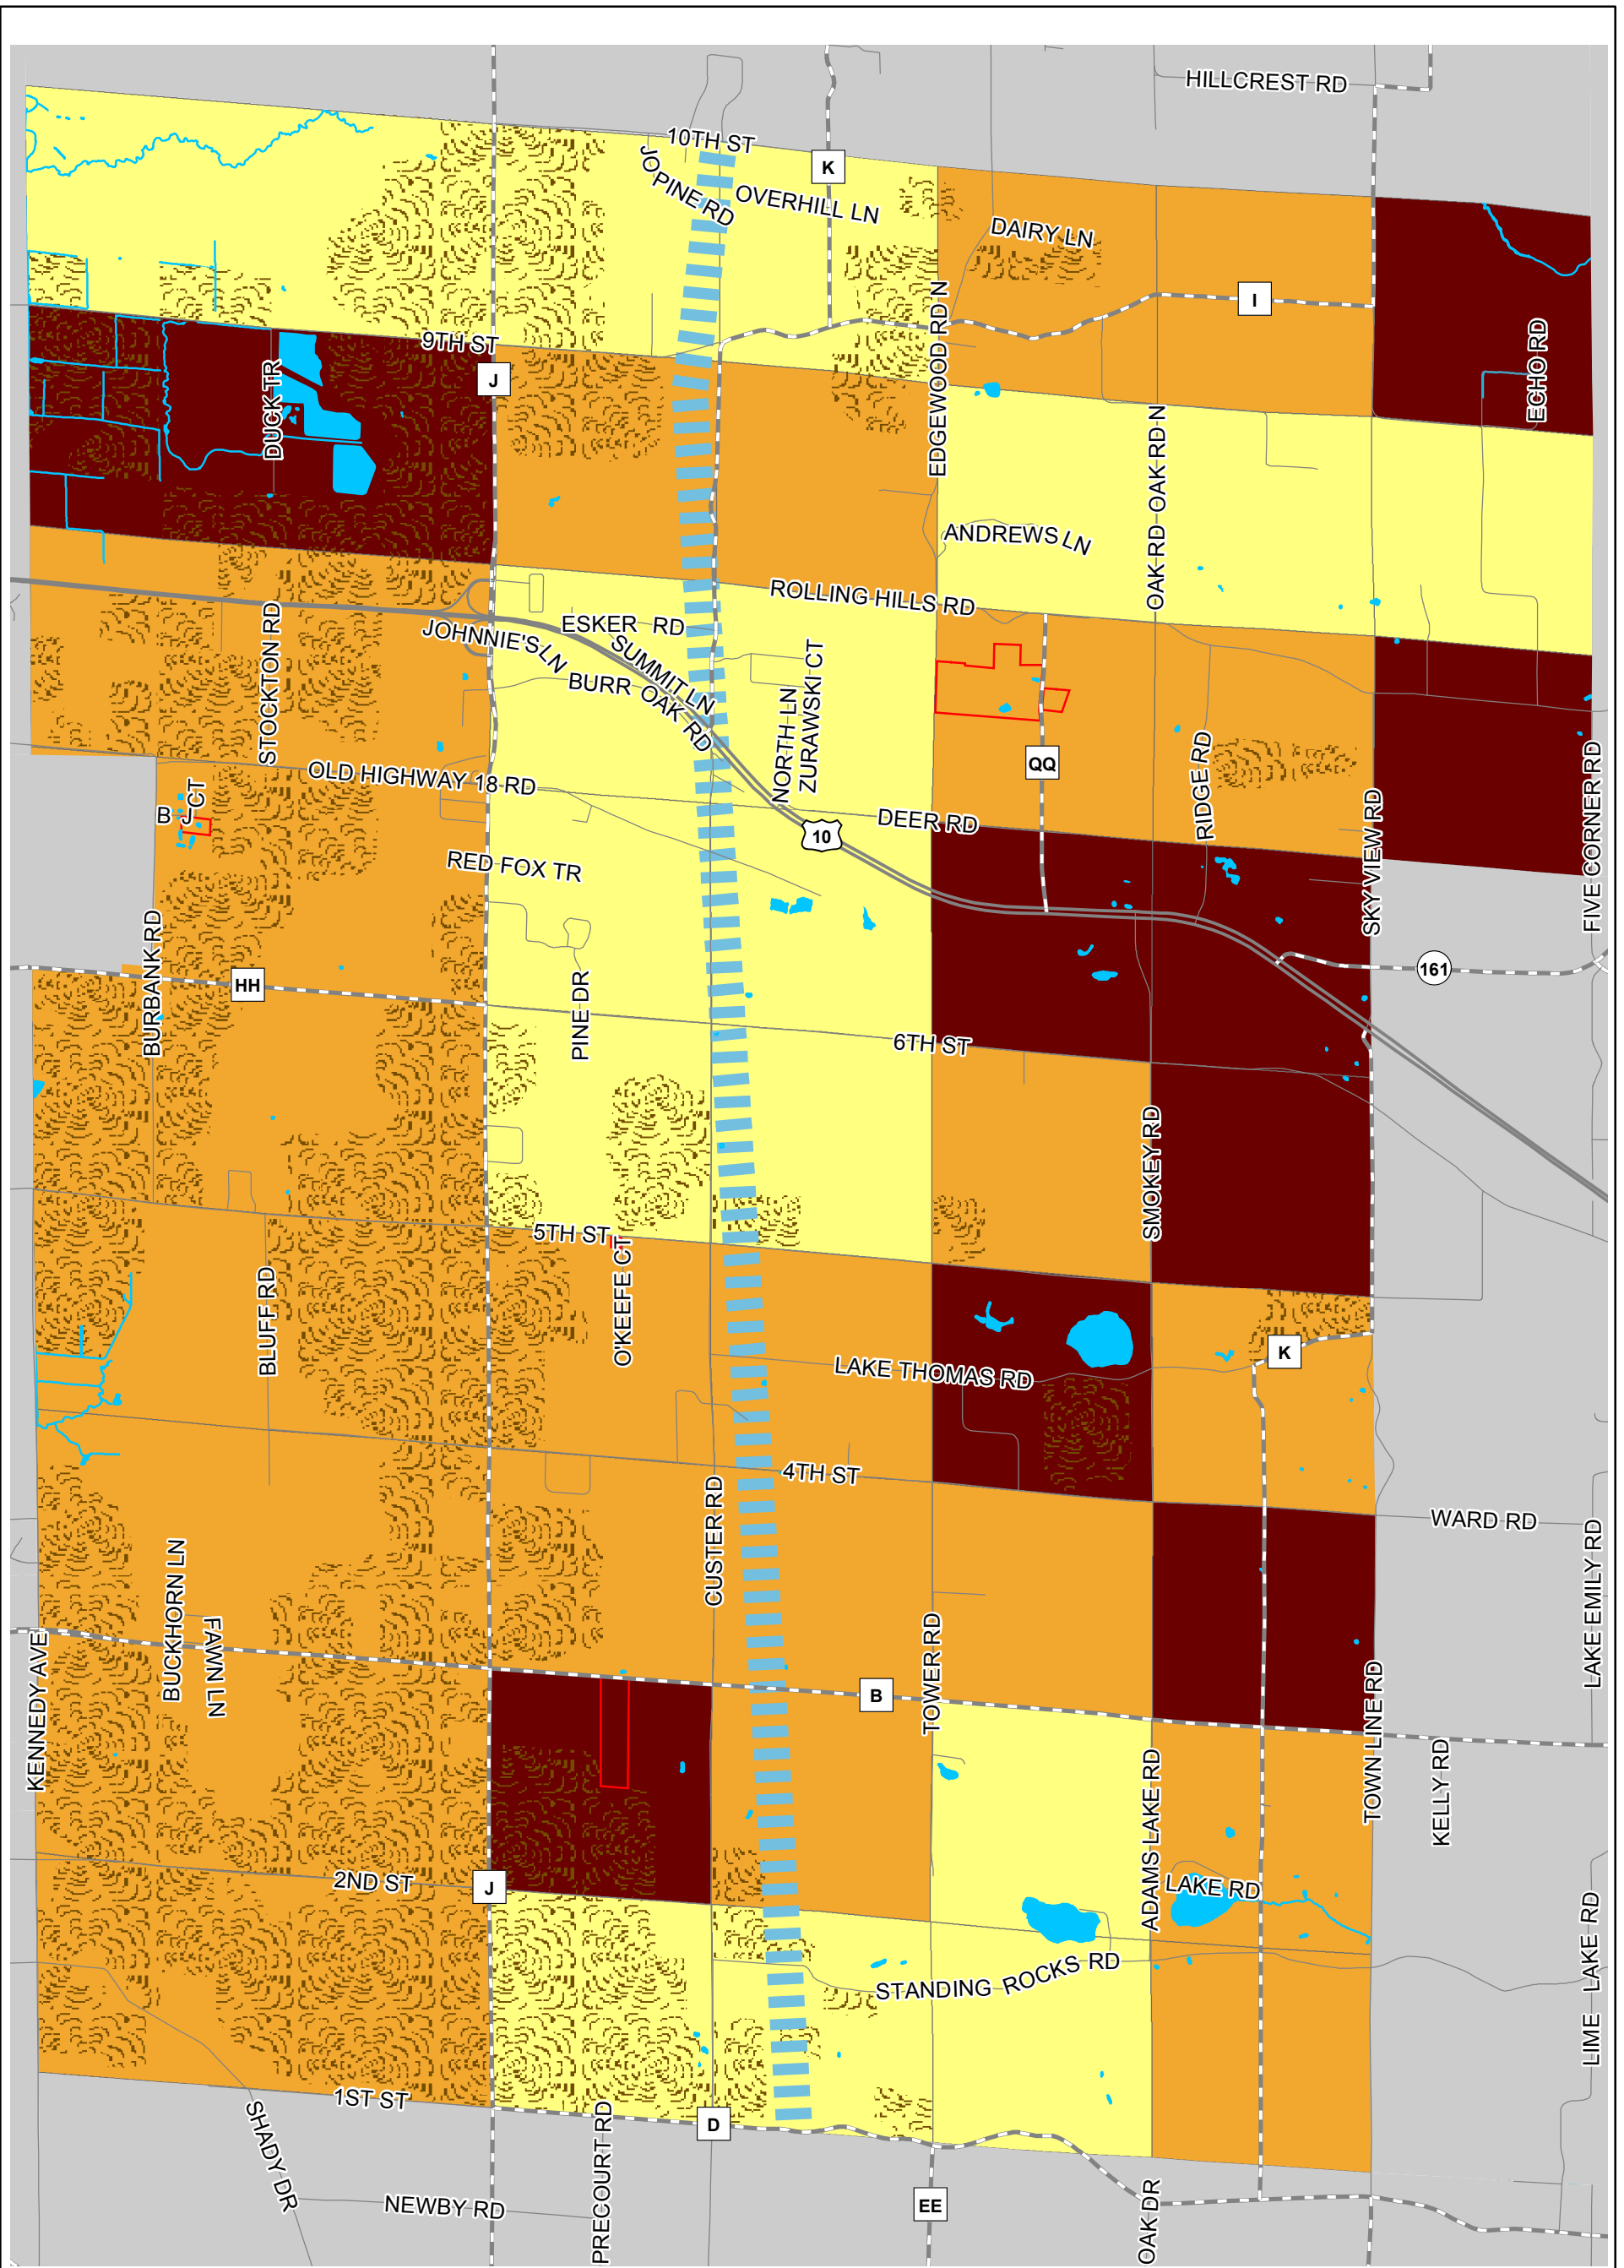 HILLCREST RD
10TH ST
K
JO
PINE RD
OVERHILL LN
DAIRY LN
I
EDGEWOOD RD N
ECHO RD
9TH ST
J
DUCK TR
OAK RD N
OAK RD
ANDREWS LN
ROLLING HILLS RD
STOCKTON RD
ESKER RD
JOHNNIE'S LN
SUMMIT LN
BURR OAK RD
NORTH LN
ZURAWSKI CT
QQ
RIDGE RD
OLD HIGHWAY 18 RD
B J CT
10
DEER RD
SKY VIEW RD
FIVE CORNER RD
RED FOX TR
BURBANK RD
161
HH
PINE DR
6TH ST
SMOKEY RD
5TH ST
O'KEEFE CT
BLUFF RD
LAKE THOMAS RD
K
4TH ST
CUSTER RD
WARD RD
LAKE EMILY RD
BUCKHORN LN
FAWN LN
KENNEDY AVE
TOWER RD
B
TOWN LINE RD
KELLY RD
ADAMS LAKE RD
2ND ST
J
LAKE RD
STANDING ROCKS RD
LIME LAKE RD
1ST ST
SHADY DR
D
PRECOURT RD
NEWBY RD
EE
OAK DR